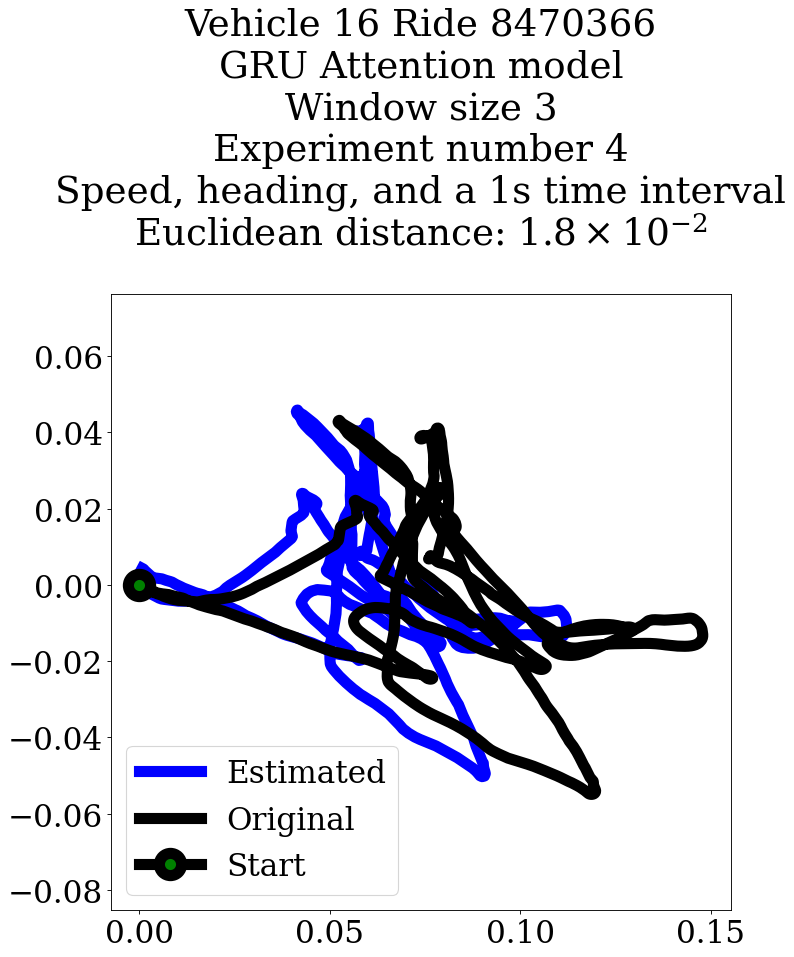 Vehicle 16 Ride 8470366
GRU Attention model
Window size 3
Experiment number 4
Speed, heading, and a 1s time interval
Euclidean distance: 1.8 × 10⁻²
0.06
0.04
0.02
0.00
−0.02
−0.04
−0.06
−0.08
Estimated
Original
Start
0.00 0.05 0.10 0.15